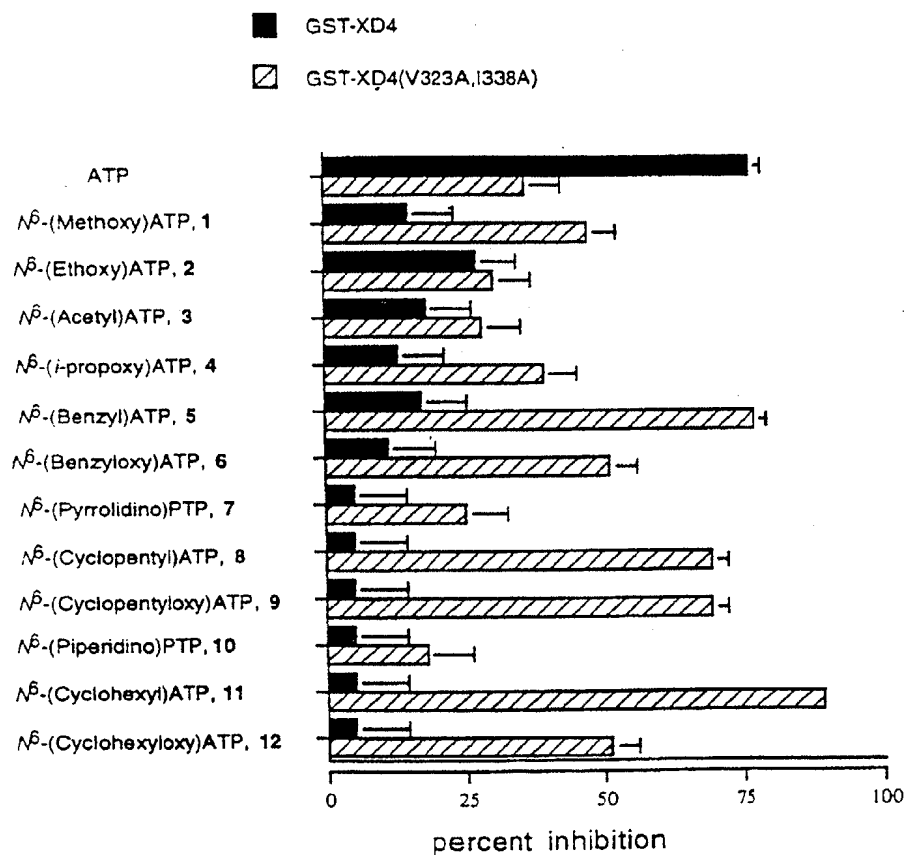 GST-XD4
GST-XD4(V323A,I338A)
ATP
N6-(Methoxy)ATP, 1
N6-(Ethoxy)ATP, 2
N6-(Acetyl)ATP, 3
N6-(i-propoxy)ATP, 4
N6-(Benzyl)ATP, 5
N6-(Benzyloxy)ATP, 6
N6-(Pyrrolidino)PTP, 7
N6-(Cyclopentyl)ATP, 8
N6-(Cyclopentyloxy)ATP, 9
N6-(Piperidino)PTP, 10
N6-(Cyclohexyl)ATP, 11
N6-(Cyclohexyloxy)ATP, 12
0 25 50 75 100
percent inhibition